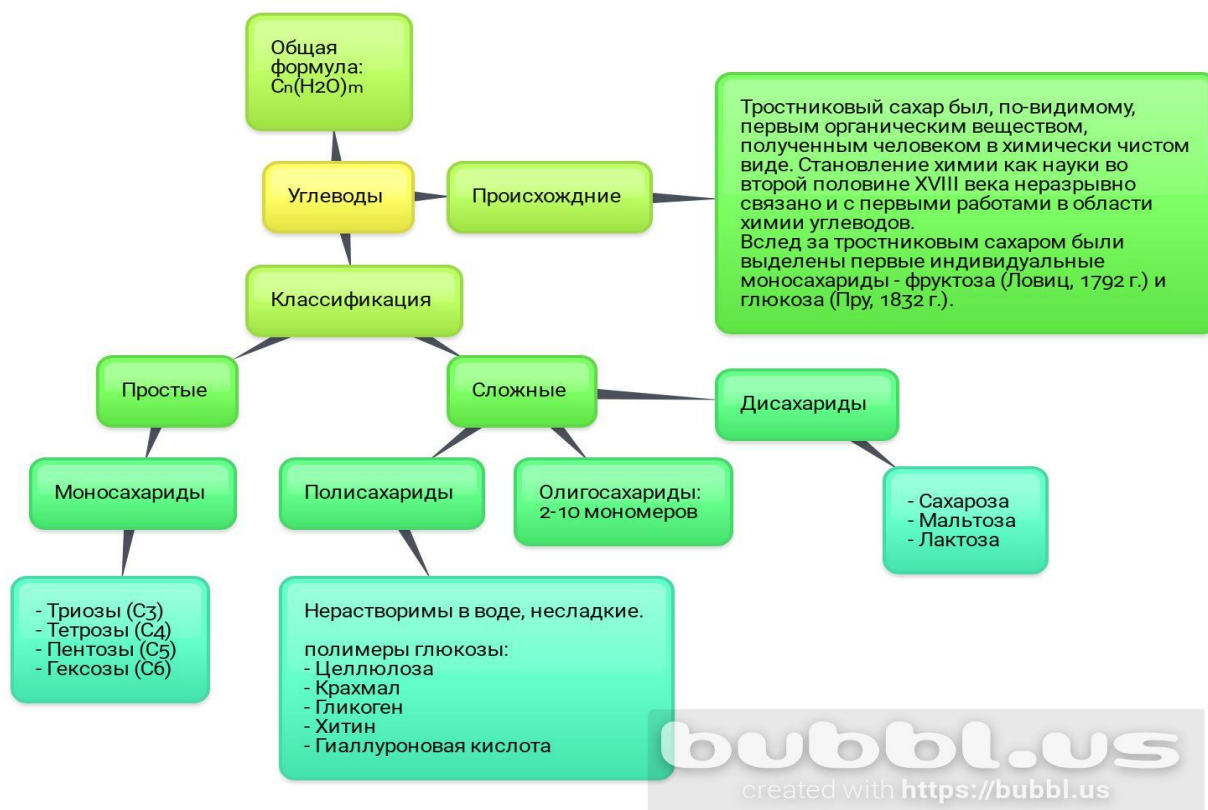 Общая
формула:
Cn(H2O)m
Тростниковый сахар был, по-видимому,
первым органическим веществом,
полученным человеком в химически чистом
виде. Становление химии как науки во
второй половине XVIII века неразрывно
связано и с первыми работами в области
химии углеводов.
Вслед за тростниковым сахаром были
выделены первые индивидуальные
моносахариды - фруктоза (Ловиц, 1792 г.) и
глюкоза (Пру, 1832 г.).
Углеводы
Происхождние
Классификация
Простые
Сложные
Дисахариды
Моносахариды
Полисахариды
Олигосахариды:
2-10 мономеров
- Сахароза
- Мальтоза
- Лактоза
- Триозы (С3)
- Тетрозы (С4)
- Пентозы (С5)
- Гексозы (С6)
Нерастворимы в воде, несладкие.
полимеры глюкозы:
- Целлюлоза
- Крахмал
- Гликоген
- Хитин
- Гиаллуроновая кислота
bubbl.us
created with https://bubbl.us